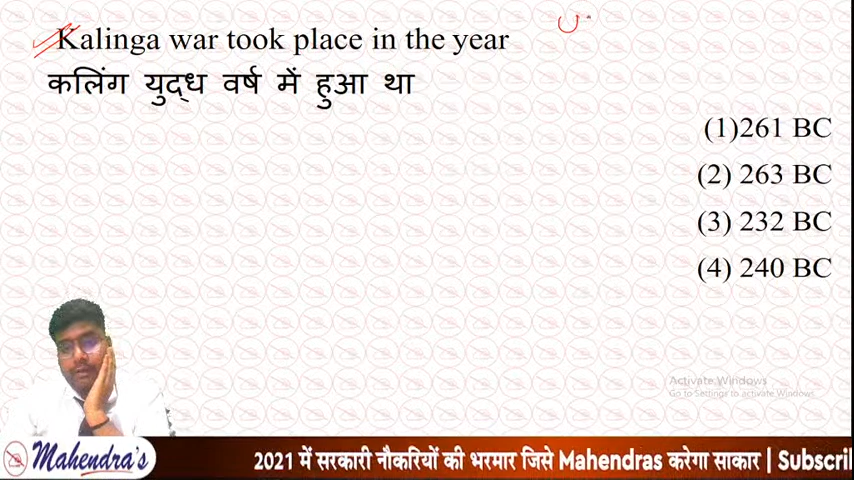 Kalinga war took place in the year
कलिंग युद्ध वर्ष में हुआ था
(1)261 BC
(2) 263 BC
(3) 232 BC
(4) 240 BC
Activate Windows
Go to Settings to activate Windows.
Mahendra's
2021 में सरकारी नौकरियों की भरमार जिसे Mahendras करेगा साकार | Subscri